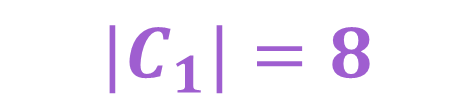 |C₁| = 8